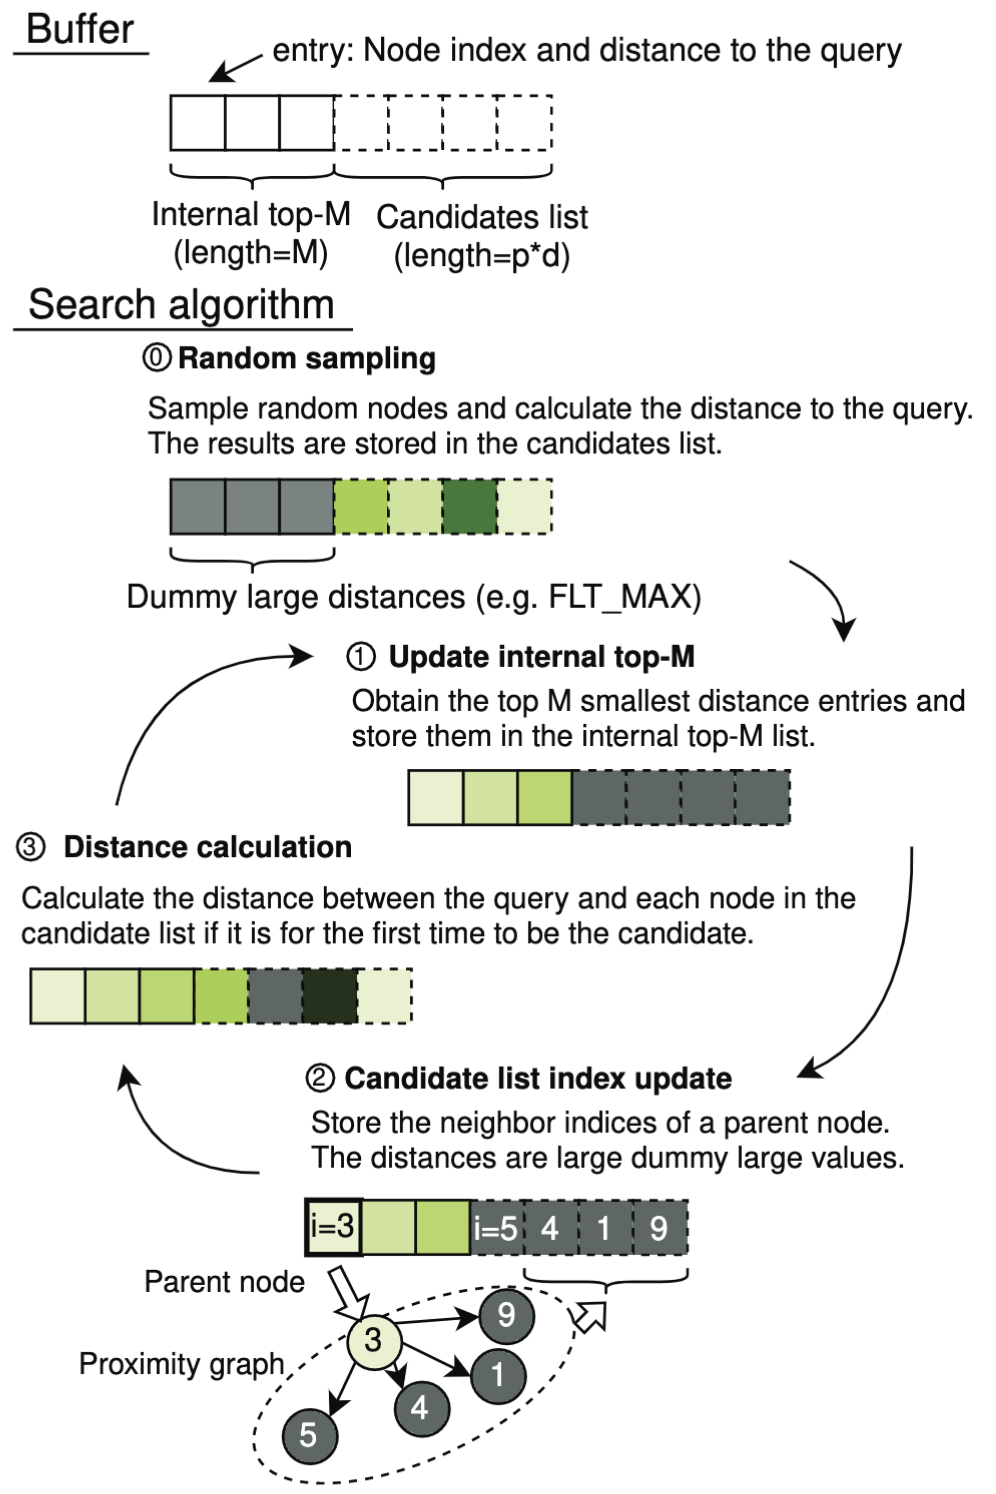 Buffer
entry: Node index and distance to the query
Internal top-M
(length=M)
Candidates list
(length=p*d)
Search algorithm
⓪ Random sampling
Sample random nodes and calculate the distance to the query.
The results are stored in the candidates list.
Dummy large distances (e.g. FLT_MAX)
① Update internal top-M
Obtain the top M smallest distance entries and
store them in the internal top-M list.
③ Distance calculation
Calculate the distance between the query and each node in the
candidate list if it is for the first time to be the candidate.
② Candidate list index update
Store the neighbor indices of a parent node.
The distances are large dummy large values.
i=3 i=5 4 1 9
Parent node
Proximity graph
3
9
1
4
5